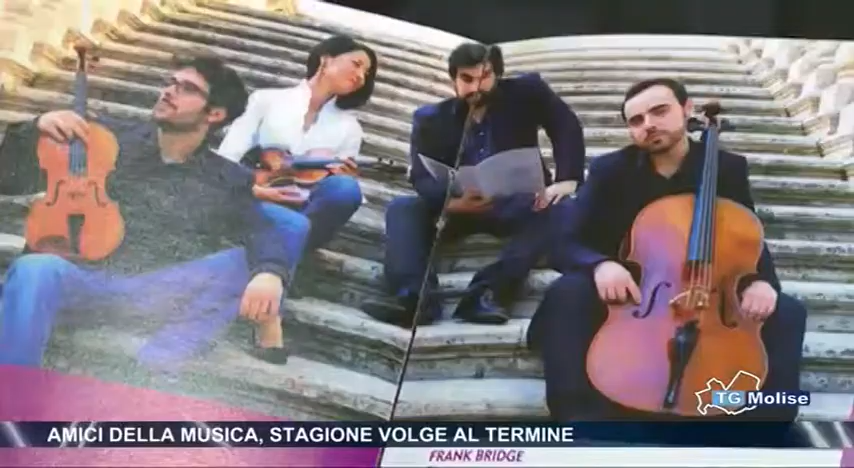 TG Molise
AMICI DELLA MUSICA, STAGIONE VOLGE AL TERMINE
FRANK BRIDGE